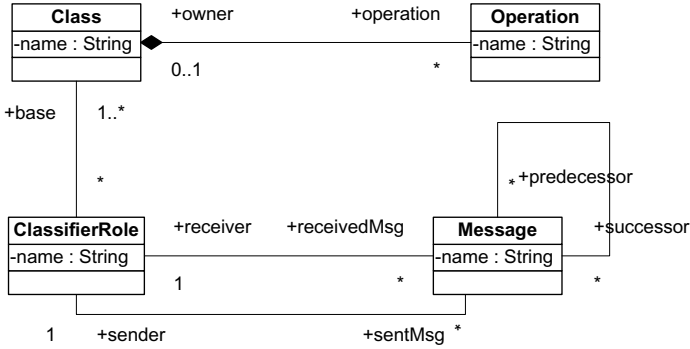 Class +owner +operation Operation
-name : String -name : String
0..1 *
+base 1..*
* * +predecessor
ClassifierRole +receiver +receivedMsg Message +successor
-name : String -name : String
1 * *
1 +sender +sentMsg *